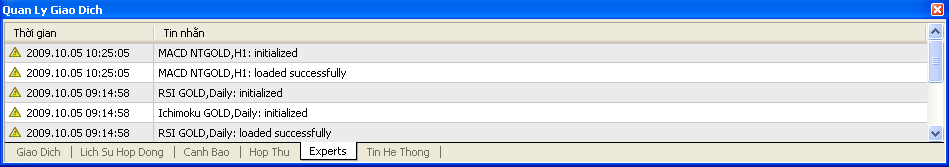 Quan Ly Giao Dich
Thời gian Tin nhắn
2009.10.05 10:25:05 MACD NTGOLD,H1: initialized
2009.10.05 10:25:05 MACD NTGOLD,H1: loaded successfully
2009.10.05 09:14:58 RSI GOLD,Daily: initialized
2009.10.05 09:14:58 Ichimoku GOLD,Daily: initialized
2009.10.05 09:14:58 RSI GOLD,Daily: loaded successfully
Giao Dich | Lich Su Hop Dong | Canh Bao | Hop Thu | Experts | Tin He Thong |